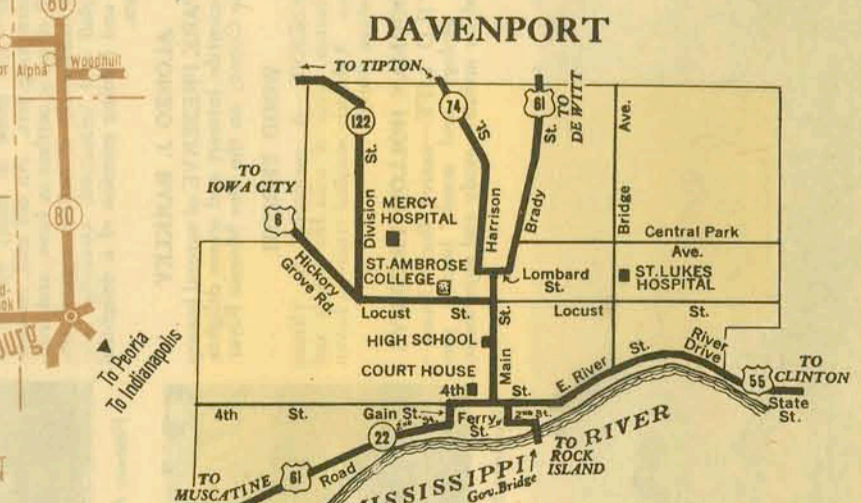 DAVENPORT
80
Alpha
Woodhull
80
To Peoria
To Indianapolis
TO TIPTON
122
74
St.
61
St.
TO
DE WITT
Ave.
Bridge
TO
IOWA CITY
6
Hickory
Grove Rd.
St.
Division
MERCY
HOSPITAL
ST. AMBROSE
COLLEGE
Harrison
Brady
Central Park
Ave.
ST. LUKES
HOSPITAL
Lombard
St.
Locust St.
Locust St.
HIGH SCHOOL
COURT HOUSE
St.
Main
4th St.
E. River St.
River
Drive
55
TO
CLINTON
State
St.
4th St.
Gain St.
Ferry
St.
2nd St.
22
61
Road
TO
MUSCATINE
TO
ROCK
ISLAND
MISSISSIPPI RIVER
Gov. Bridge